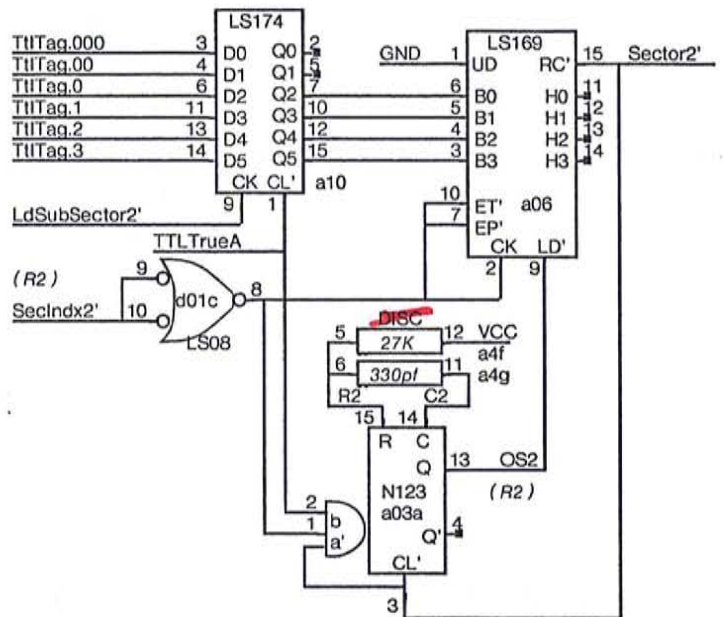 LS174
TtlTag.000 3 D0 Q0 2
TtlTag.00 4 D1 Q1 5
TtlTag.0 6 D2 Q2 7
TtlTag.1 11 D3 Q3 10
TtlTag.2 13 D4 Q4 12
TtlTag.3 14 D5 Q5 15
CK CL' a10
9 1
LdSubSector2'
TTLTrueA
LS169
GND 1 UD RC' 15 Sector2'
6 B0 H0 11
5 B1 H1 12
4 B2 H2 13
3 B3 H3 14
10 ET' a06
7 EP'
CK LD'
2 9
(R2) 9
d01c 8
SecIndx2' 10
LS08
DISC
5 27K 12 VCC
a4f
6 330pf 11 a4g
R2" C2
15 14
R C
Q 13 OS2
(R2)
N123
a03a
Q' 4
CL'
3
2 b
1 a'